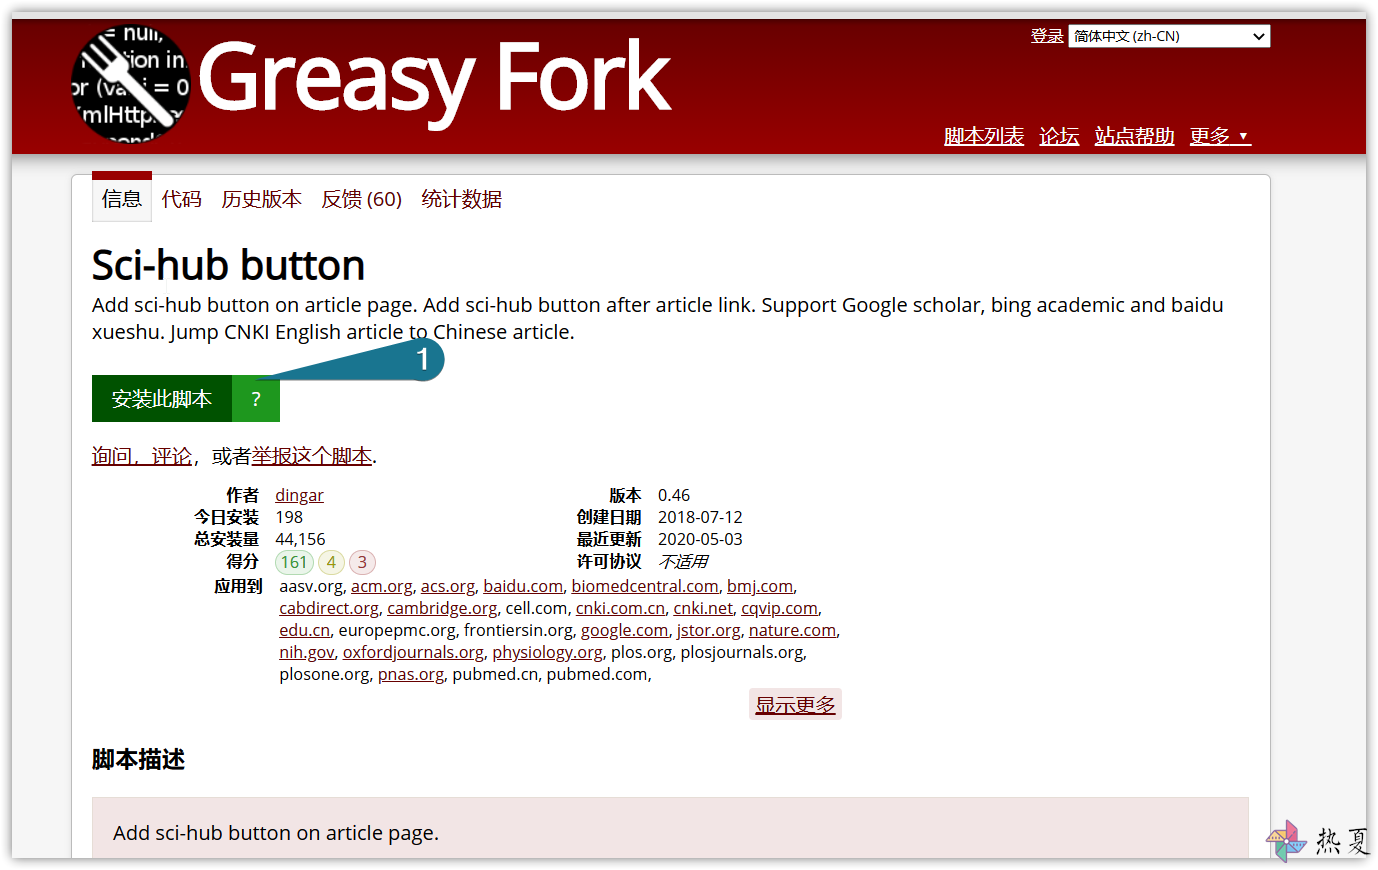 = null,
tion in
or (va i = 0
XmlHttp
Greasy Fork
登录 简体中文 (zh-CN)
脚本列表 论坛 站点帮助 更多 ▼
信息 代码 历史版本 反馈 (60) 统计数据
Sci-hub button
Add sci-hub button on article page. Add sci-hub button after article link. Support Google scholar, bing academic and baidu
xueshu. Jump CNKI English article to Chinese article.
1
安装此脚本 ?
询问，评论，或者举报这个脚本.
作者 dingar 版本 0.46
今日安装 198 创建日期 2018-07-12
总安装量 44,156 最近更新 2020-05-03
得分 161 4 3 许可协议 不适用
应用到 aasv.org, acm.org, acs.org, baidu.com, biomedcentral.com, bmj.com,
cabdirect.org, cambridge.org, cell.com, cnki.com.cn, cnki.net, cqvip.com,
edu.cn, europepmc.org, frontiersin.org, google.com, jstor.org, nature.com,
nih.gov, oxfordjournals.org, physiology.org, plos.org, plosjournals.org,
plosone.org, pnas.org, pubmed.cn, pubmed.com,
显示更多
脚本描述
Add sci-hub button on article page.
热夏